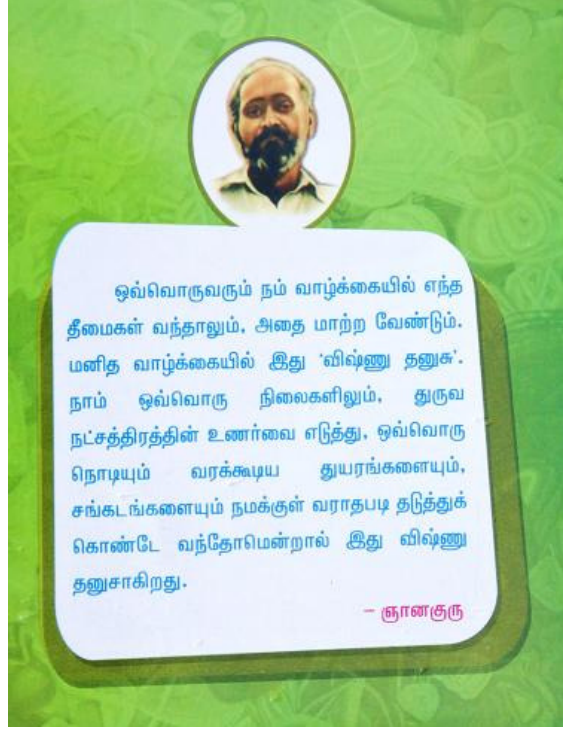 ஒவ்வொருவரும் நம் வாழ்க்கையில் எந்த
தீமைகள் வந்தாலும், அதை மாற்ற வேண்டும்.
மனித வாழ்க்கையில் இது ‘விஷ்ணு தனுசு’.
நாம் ஒவ்வொரு நிலைகளிலும், துருவ
நட்சத்திரத்தின் உணர்வை எடுத்து, ஒவ்வொரு
நொடியும் வரக்கூடிய துயரங்களையும்,
சங்கடங்களையும் நமக்குள் வராதபடி தடுத்துக்
கொண்டே வந்தோமென்றால் இது விஷ்ணு
தனுசாகிறது.
– ஞானகுரு